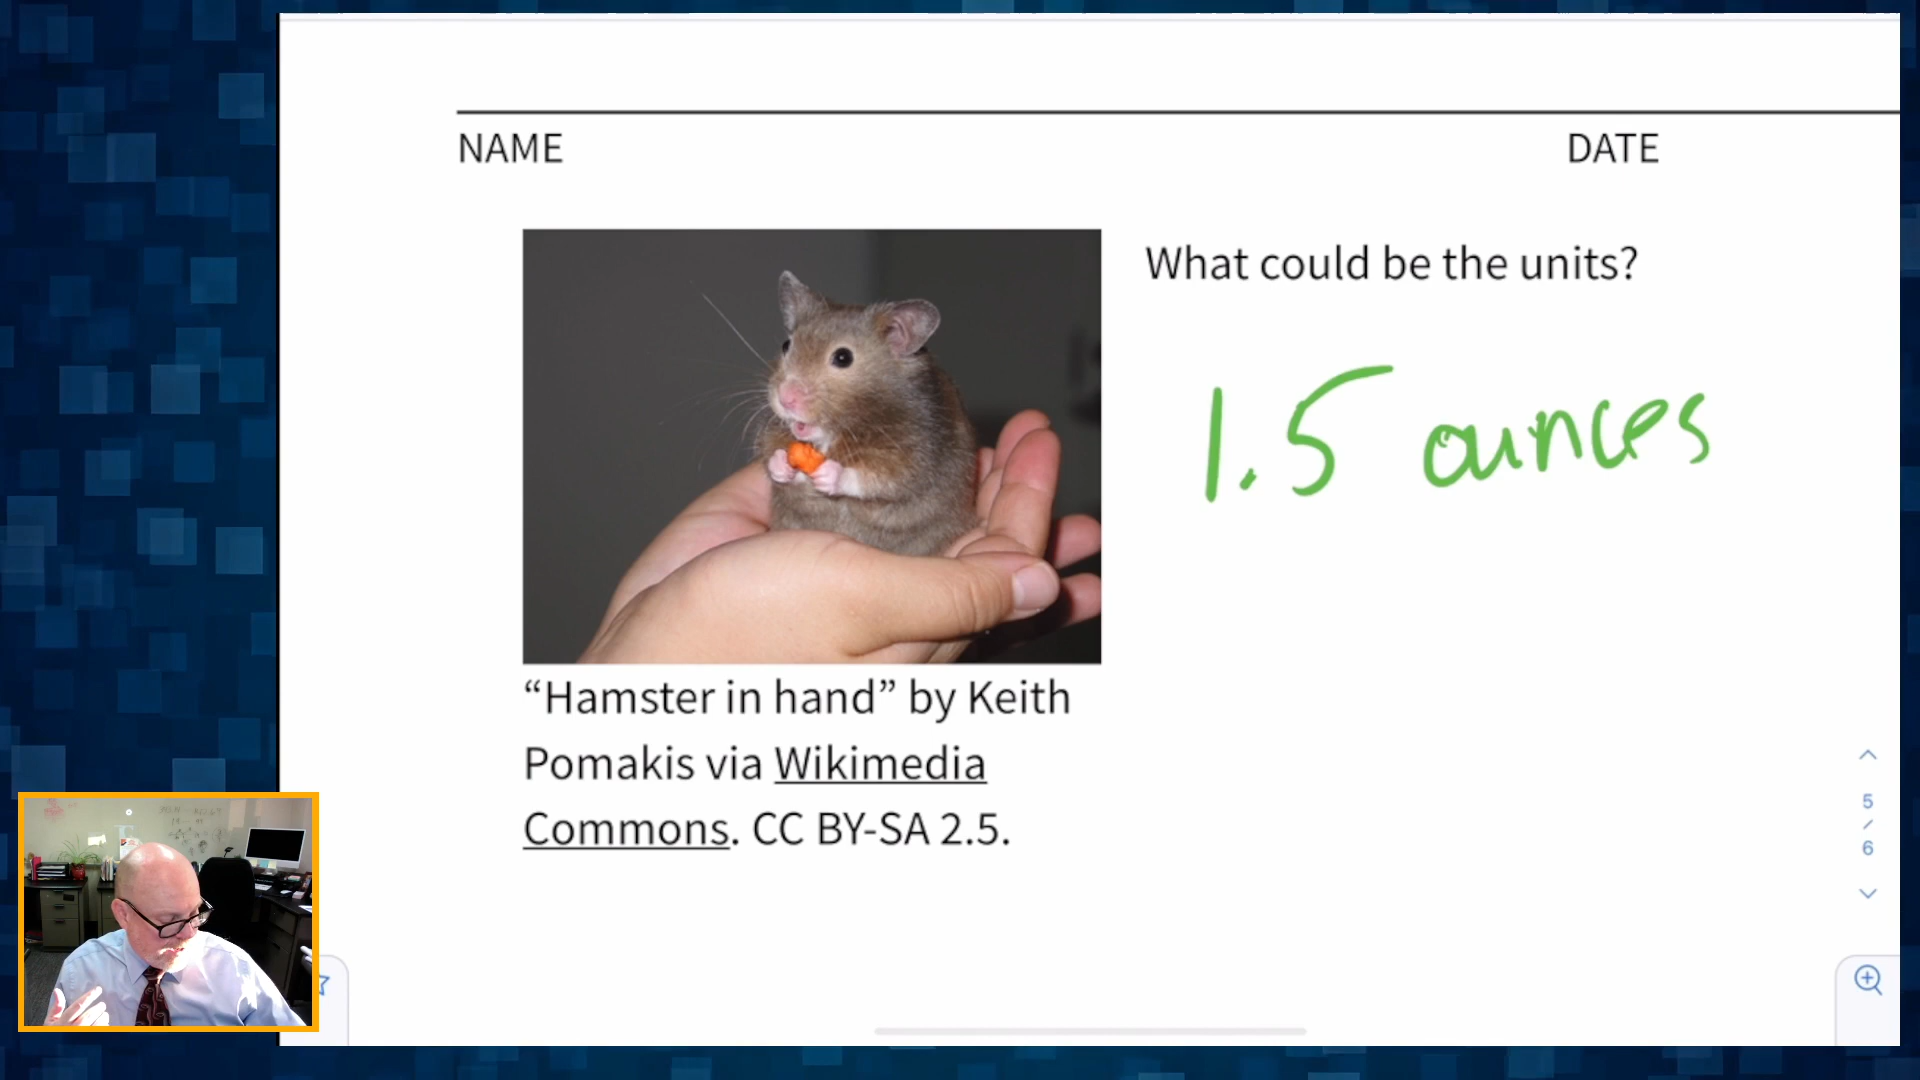 NAME
DATE
What could be the units?
1.5 ounces
“Hamster in hand” by Keith
Pomakis via Wikimedia
Commons. CC BY-SA 2.5.
5
/
6